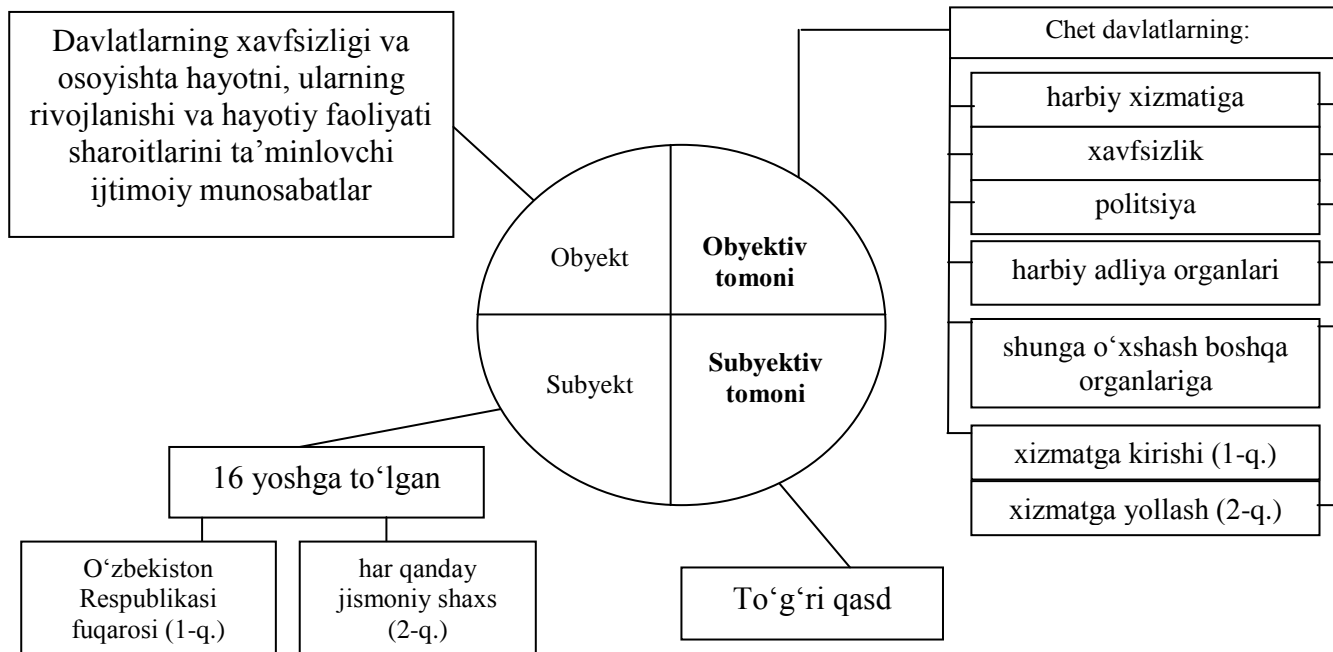 Davlatlarning xavfsizligi va
osoyishta hayotni, ularning
rivojlanishi va hayotiy faoliyati
sharoitlarini ta’minlovchi
ijtimoiy munosabatlar
Obyekt
Obyektiv
tomoni
Subyekt
Subyektiv
tomoni
Chet davlatlarning:
harbiy xizmatiga
xavfsizlik
politsiya
harbiy adliya organlari
shunga o‘xshash boshqa
organlariga
xizmatga kirishi (1-q.)
xizmatga yollash (2-q.)
16 yoshga to‘lgan
O‘zbekiston
Respublikasi
fuqarosi (1-q.)
har qanday
jismoniy shaxs
(2-q.)
To‘g‘ri qasd